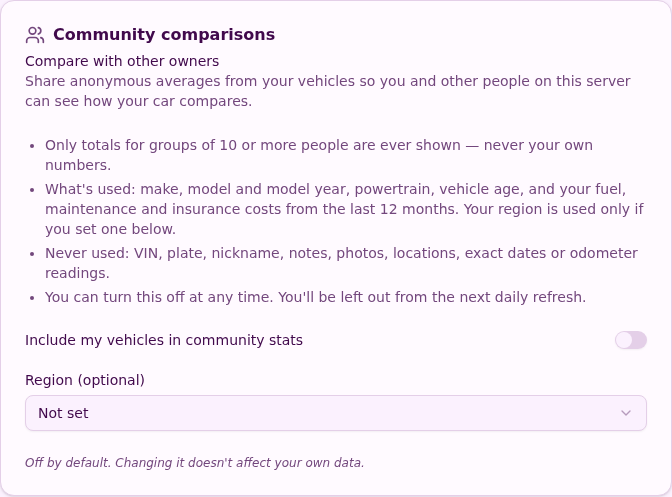 Community comparisons
Compare with other owners
Share anonymous averages from your vehicles so you and other people on this server
can see how your car compares.
• Only totals for groups of 10 or more people are ever shown — never your own
numbers.
• What's used: make, model and model year, powertrain, vehicle age, and your fuel,
maintenance and insurance costs from the last 12 months. Your region is used only if
you set one below.
• Never used: VIN, plate, nickname, notes, photos, locations, exact dates or odometer
readings.
• You can turn this off at any time. You'll be left out from the next daily refresh.
Include my vehicles in community stats
Region (optional)
Not set
Off by default. Changing it doesn't affect your own data.